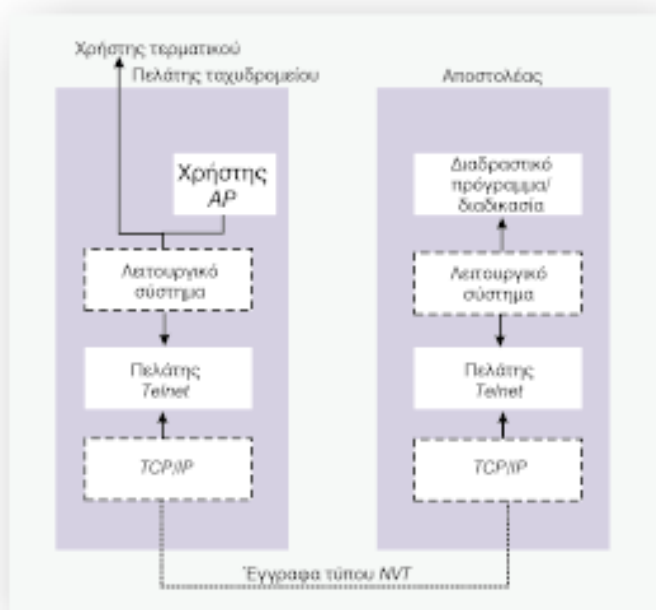 Χρήστης τερματικού
Πελάτης ταχυδρομείου
Χρήστης
AP
Λειτουργικό
σύστημα
Πελάτης
Telnet
TCP/IP
Αποστολέας
Διαδραστικό
πρόγραμμα/
διαδικασία
Λειτουργικό
σύστημα
Πελάτης
Telnet
TCP/IP
Έγγραφα τύπου NVT